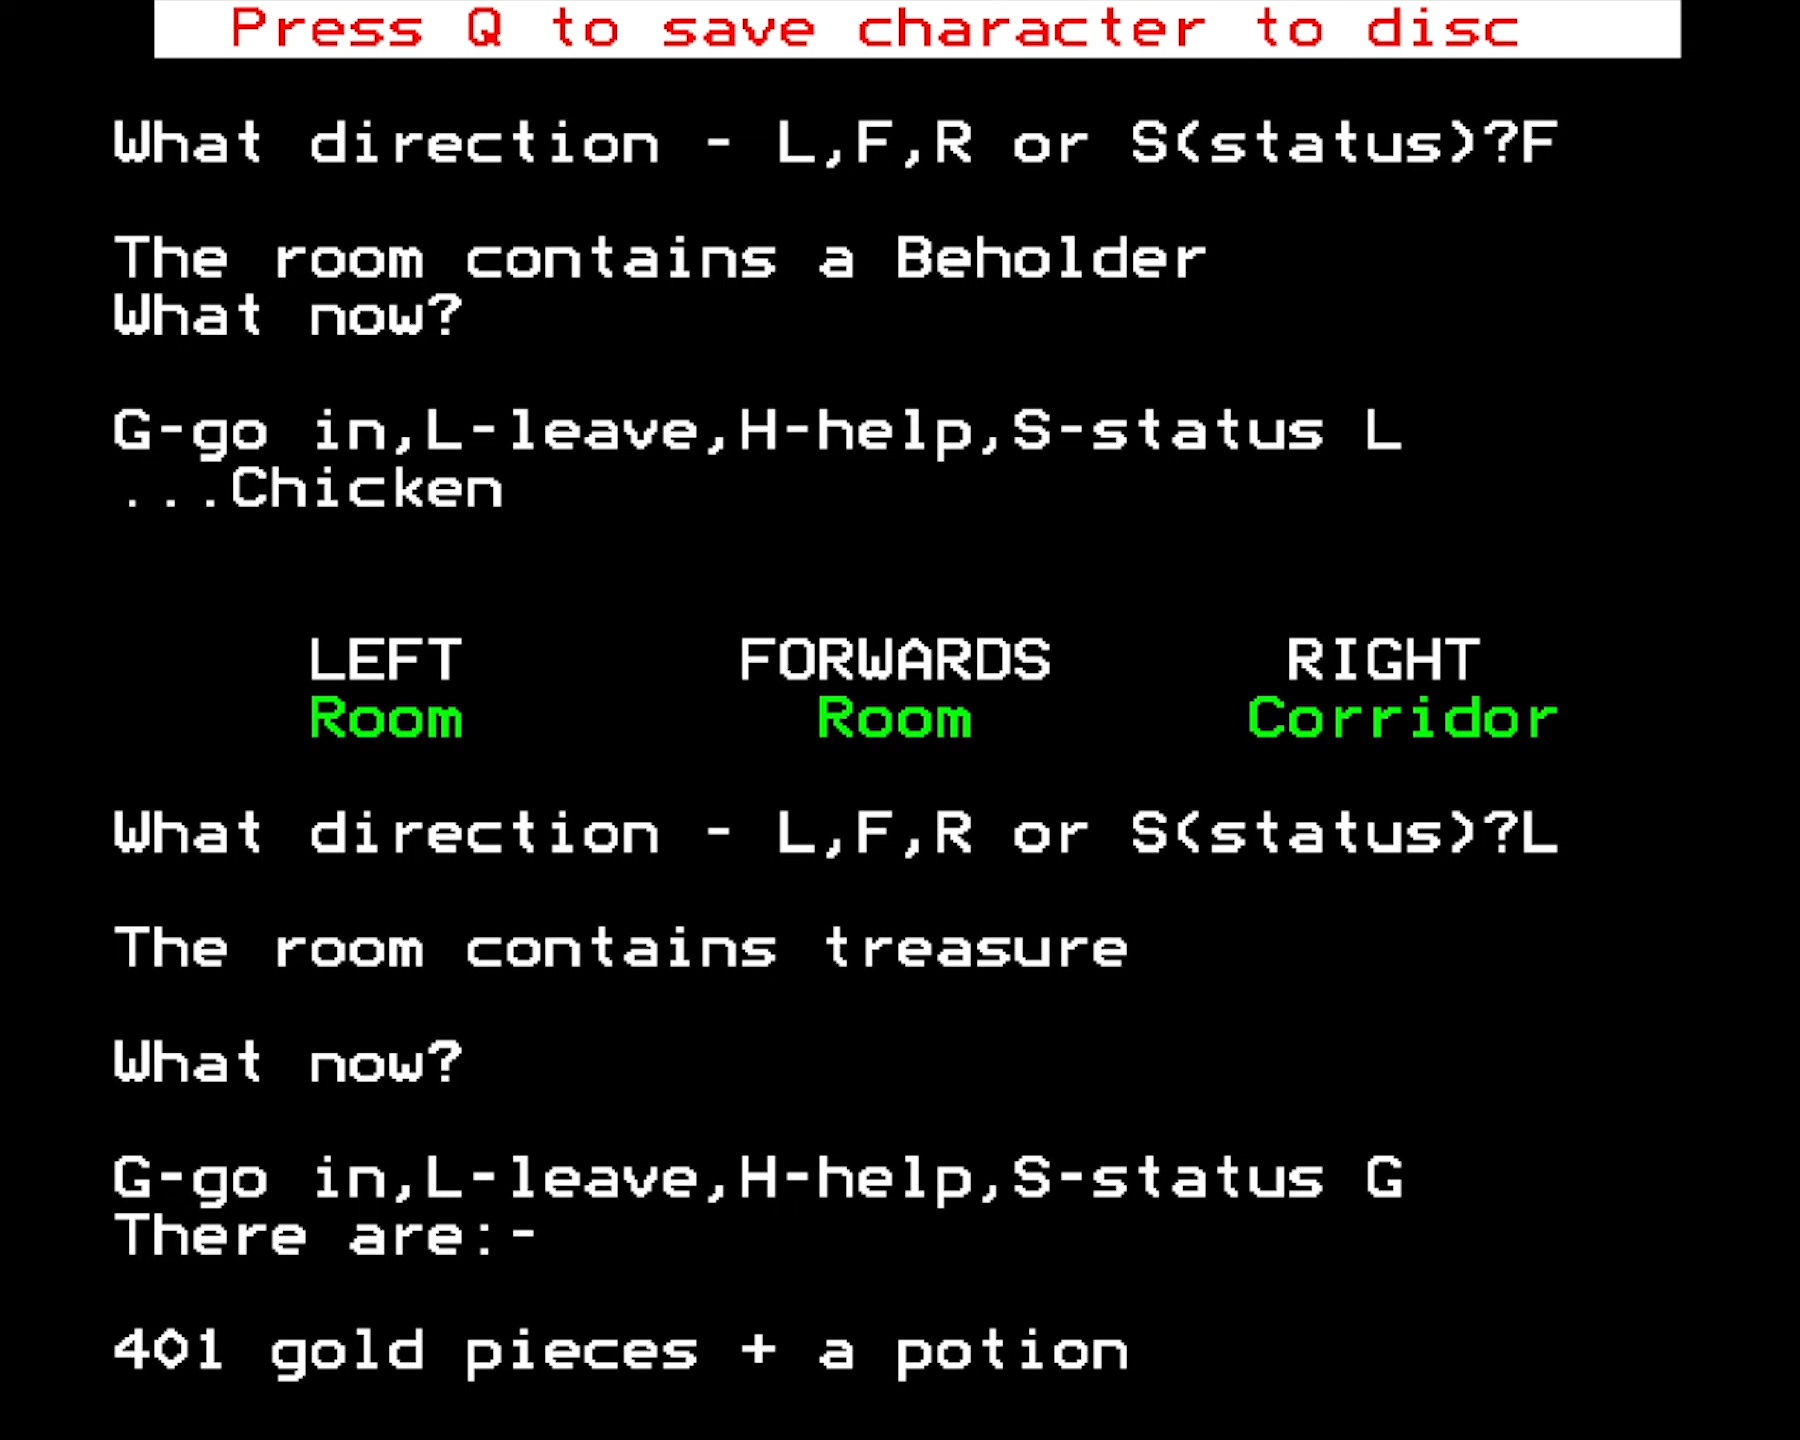 Press Q to save character to disc
What direction - L,F,R or S(status)?F
The room contains a Beholder
What now?
G-go in,L-leave,H-help,S-status L
...Chicken
LEFT FORWARDS RIGHT
Room Room Corridor
What direction - L,F,R or S(status)?L
The room contains treasure
What now?
G-go in,L-leave,H-help,S-status G
There are:-
401 gold pieces + a potion